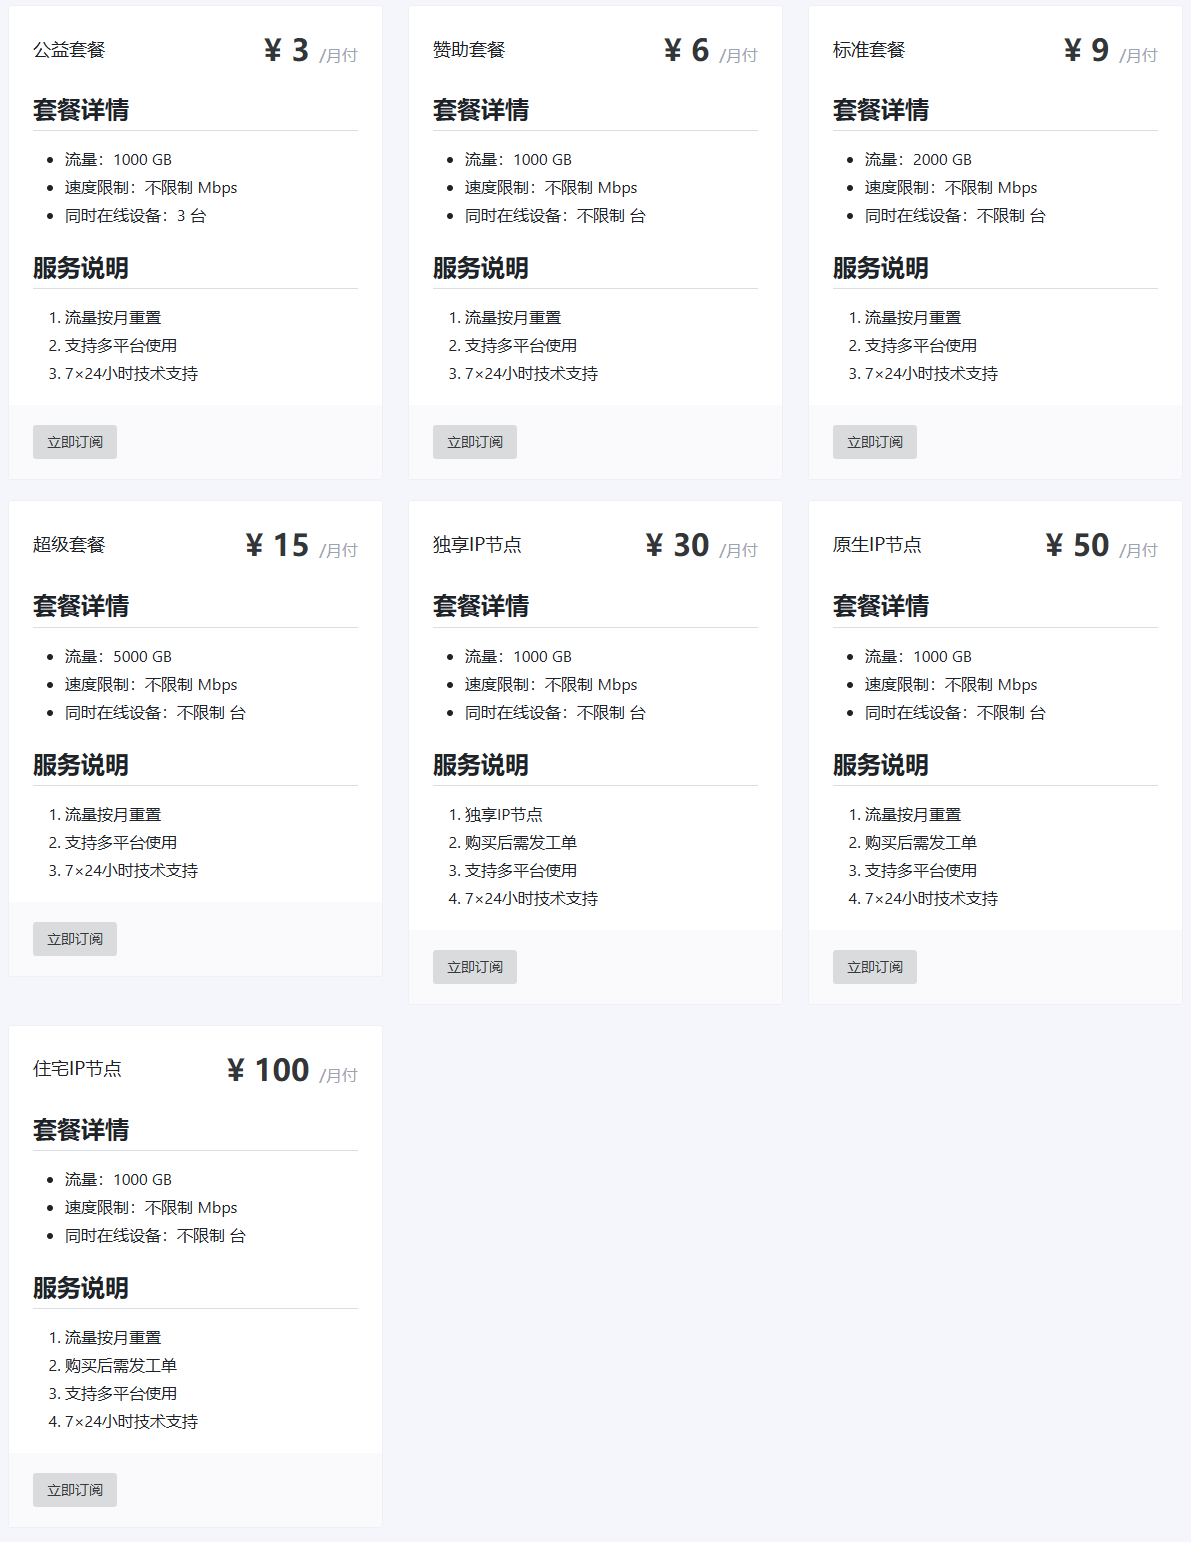 公益套餐
¥ 3 /月付
套餐详情
• 流量：1000 GB
• 速度限制：不限制 Mbps
• 同时在线设备：3 台
服务说明
1. 流量按月重置
2. 支持多平台使用
3. 7×24小时技术支持
立即订阅
赞助套餐
¥ 6 /月付
套餐详情
• 流量：1000 GB
• 速度限制：不限制 Mbps
• 同时在线设备：不限制 台
服务说明
1. 流量按月重置
2. 支持多平台使用
3. 7×24小时技术支持
立即订阅
标准套餐
¥ 9 /月付
套餐详情
• 流量：2000 GB
• 速度限制：不限制 Mbps
• 同时在线设备：不限制 台
服务说明
1. 流量按月重置
2. 支持多平台使用
3. 7×24小时技术支持
立即订阅
超级套餐
¥ 15 /月付
套餐详情
• 流量：5000 GB
• 速度限制：不限制 Mbps
• 同时在线设备：不限制 台
服务说明
1. 流量按月重置
2. 支持多平台使用
3. 7×24小时技术支持
立即订阅
独享IP节点
¥ 30 /月付
套餐详情
• 流量：1000 GB
• 速度限制：不限制 Mbps
• 同时在线设备：不限制 台
服务说明
1. 独享IP节点
2. 购买后需发工单
3. 支持多平台使用
4. 7×24小时技术支持
立即订阅
原生IP节点
¥ 50 /月付
套餐详情
• 流量：1000 GB
• 速度限制：不限制 Mbps
• 同时在线设备：不限制 台
服务说明
1. 流量按月重置
2. 购买后需发工单
3. 支持多平台使用
4. 7×24小时技术支持
立即订阅
住宅IP节点
¥ 100 /月付
套餐详情
• 流量：1000 GB
• 速度限制：不限制 Mbps
• 同时在线设备：不限制 台
服务说明
1. 流量按月重置
2. 购买后需发工单
3. 支持多平台使用
4. 7×24小时技术支持
立即订阅